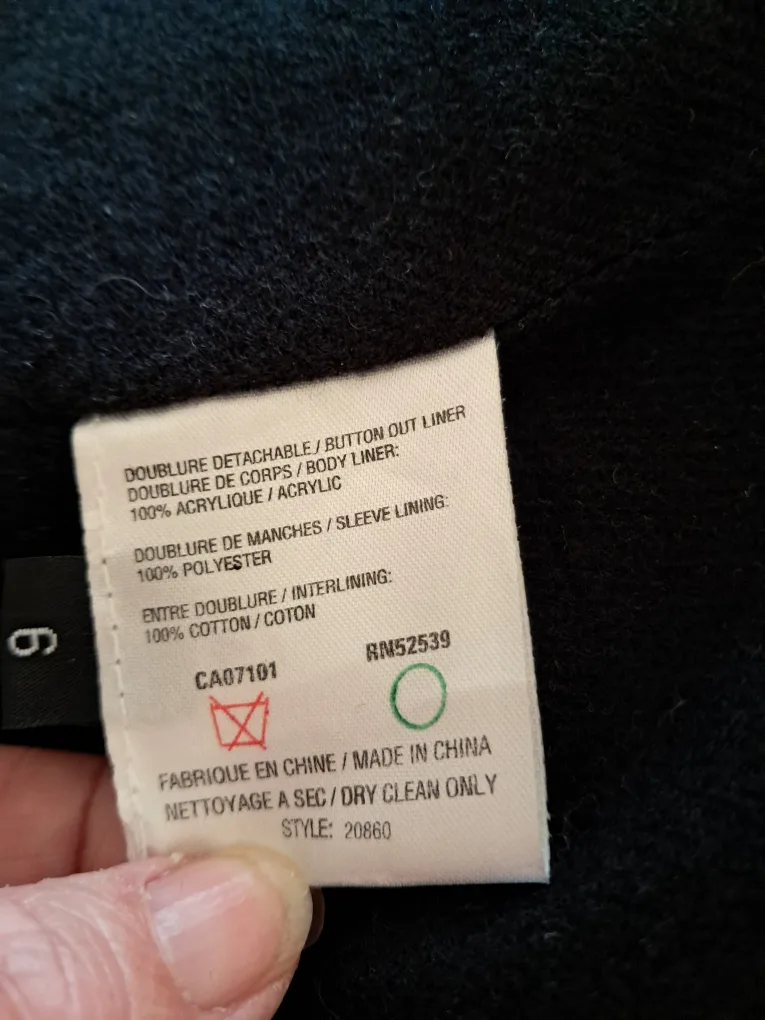 DOUBLURE DETACHABLE / BUTTON OUT LINER
DOUBLURE DE CORPS / BODY LINER:
100% ACRYLIQUE / ACRYLIC
DOUBLURE DE MANCHES / SLEEVE LINING:
100% POLYESTER
ENTRE DOUBLURE / INTERLINING:
100% COTTON / COTON
CA07101 RN52539
FABRIQUE EN CHINE / MADE IN CHINA
NETTOYAGE A SEC / DRY CLEAN ONLY
STYLE: 20860
6